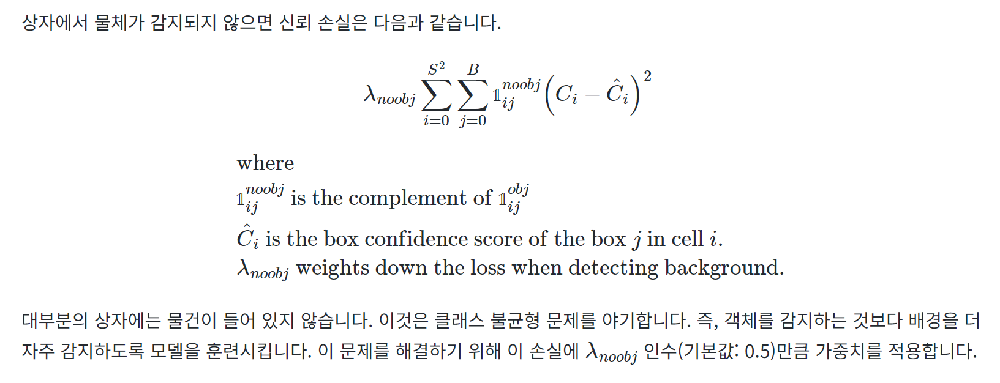 상자에서 물체가 감지되지 않으면 신뢰 손실은 다음과 같습니다.
$\lambda_{noobj} \sum_{i=0}^{S^2} \sum_{j=0}^{B} \mathbb{1}_{ij}^{noobj} \left( C_i - \hat{C}_i \right)^2$
where
$\mathbb{1}_{ij}^{noobj}$ is the complement of $\mathbb{1}_{ij}^{obj}$
$\hat{C}_i$ is the box confidence score of the box $j$ in cell $i$.
$\lambda_{noobj}$ weights down the loss when detecting background.
대부분의 상자에는 물건이 들어 있지 않습니다. 이것은 클래스 불균형 문제를 야기합니다. 즉, 객체를 감지하는 것보다 배경을 더
자주 감지하도록 모델을 훈련시킵니다. 이 문제를 해결하기 위해 이 손실에 $\lambda_{noobj}$ 인수(기본값: 0.5)만큼 가중치를 적용합니다.